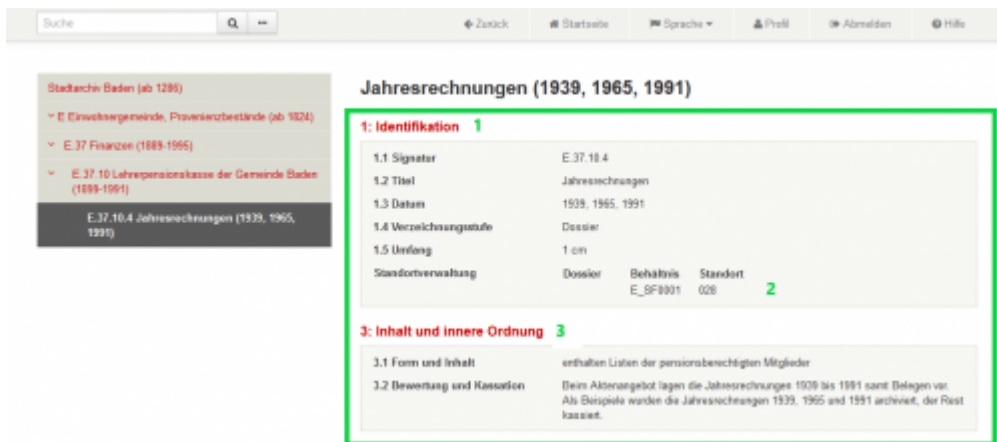 Suche
Zurück Startseite Sprache Profil Abmelden Hilfe
Stadtarchiv Baden (ab 1286)
E Einwohnergemeinde, Provenienzbestände (ab 1824)
E.37 Finanzen (1889-1995)
E.37.10 Lehrerpensionskasse der Gemeinde Baden
(1899-1991)
E.37.10.4 Jahresrechnungen (1939, 1965,
1991)
Jahresrechnungen (1939, 1965, 1991)
1: Identifikation 1
1.1 Signatur E.37.10.4
1.2 Titel Jahresrechnungen
1.3 Datum 1939, 1965, 1991
1.4 Verzeichnungsstufe Dossier
1.5 Umfang 1 cm
Standortverwaltung Dossier Behältnis Standort
E_SF0001 028 2
3: Inhalt und innere Ordnung 3
3.1 Form und Inhalt enthalten Listen der pensionsberechtigten Mitglieder
3.2 Bewertung und Kassation Beim Aktenangebot lagen die Jahresrechnungen 1939 bis 1991 samt Belegen vor.
Als Beispiele wurden die Jahresrechnungen 1939, 1965 und 1991 archiviert, der Rest
kassiert.